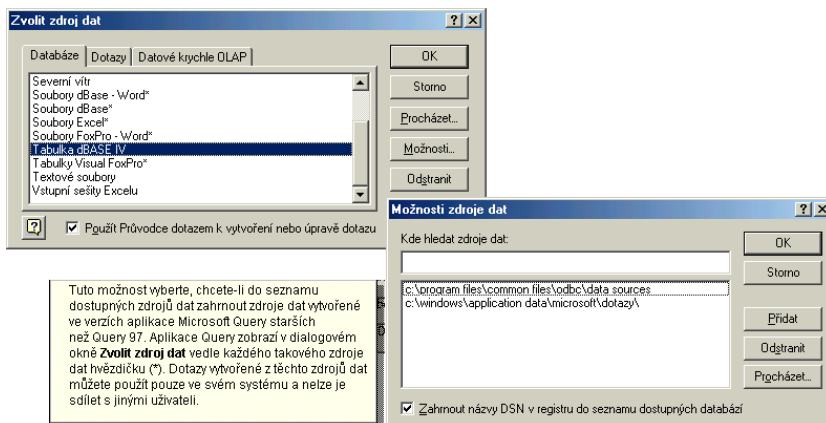 Zvolit zdroj dat
Databáze
Dotazy
Datové krychle OLAP
Severní vítr
Soubory dBase - Word*
Soubory dBase*
Soubory Excel*
Soubory FoxPro - Word*
Tabulka dBASE IV
Tabulky Visual FoxPro*
Textové soubory
Vstupní sešity Excelu
OK
Storno
Procházet...
Možnosti...
Odstranit
Použít Průvodce dotazem k vytvoření nebo úpravě dotazu
Možnosti zdroje dat
Kde hledat zdroje dat:
c:\program files\common files\odbc\data sources
c:\windows\application data\microsoft\dotazy\
OK
Storno
Přidat
Odstranit
Procházet...
Zahrnout názvy DSN v registru do seznamu dostupných databází
Tuto možnost vyberte, chcete-li do seznamu
dostupných zdrojů dat zahrnout zdroje dat vytvořené
ve verzích aplikace Microsoft Query starších
než Query 97. Aplikace Query zobrazí v dialogovém
okně Zvolit zdroj dat vedle každého takového zdroje
dat hvězdičku (*). Dotazy vytvořené z těchto zdrojů dat
můžete použít pouze ve svém systému a nelze je
sdílet s jinými uživateli.